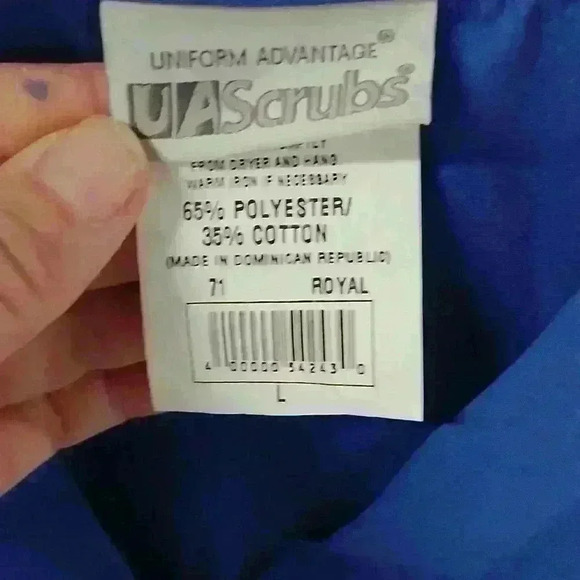 UNIFORM ADVANTAGE®
UAScrubs®
FROM DRYER AND HANG
WARM IRON IF NECESSARY
65% POLYESTER/
35% COTTON
(MADE IN DOMINICAN REPUBLIC)
71 ROYAL
4 00000 54243 0
L